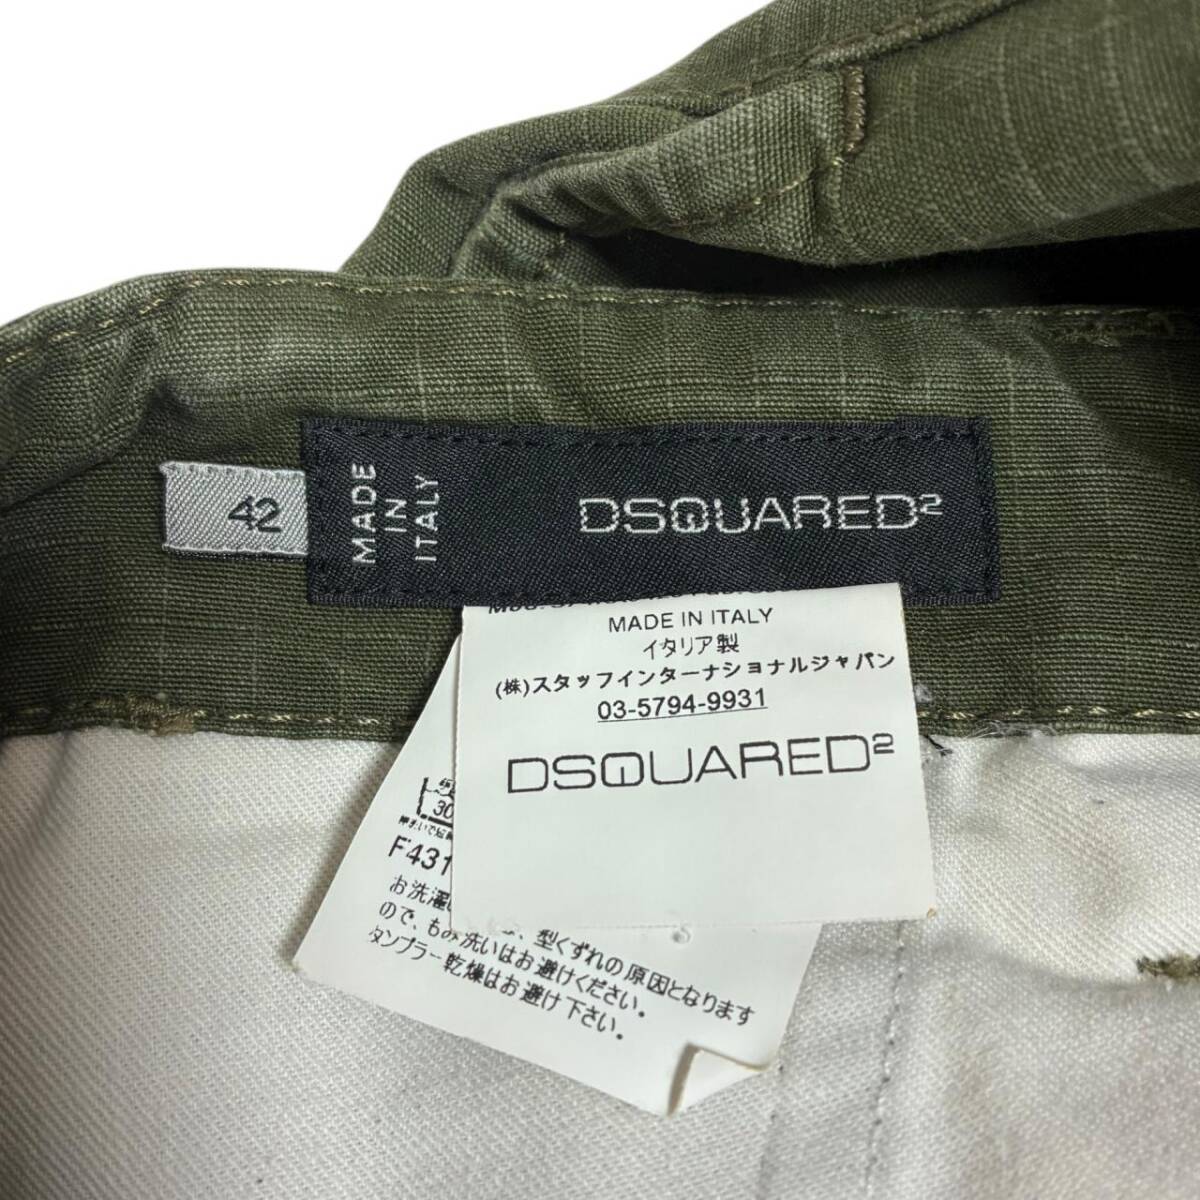 42
MADE
IN
ITALY
DSQUARED2
MADE IN ITALY
イタリア製
(株)スタッフインターナショナルジャパン
03-5794-9931
DSQUARED2
30
F431
お洗濯
型くずれの原因となります
ので、もみ洗いはお避けください。
タンブラー乾燥はお避け下さい。